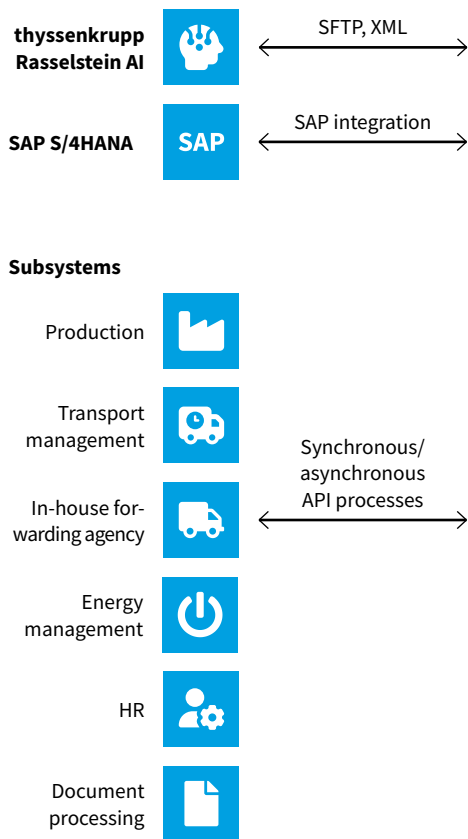 thyssenkrupp
Rasselstein AI
SFTP, XML
SAP S/4HANA
SAP
SAP integration
Subsystems
Production
Transport
management
Synchronous/
asynchronous
API processes
In-house for-
warding agency
Energy
management
HR
Document
processing